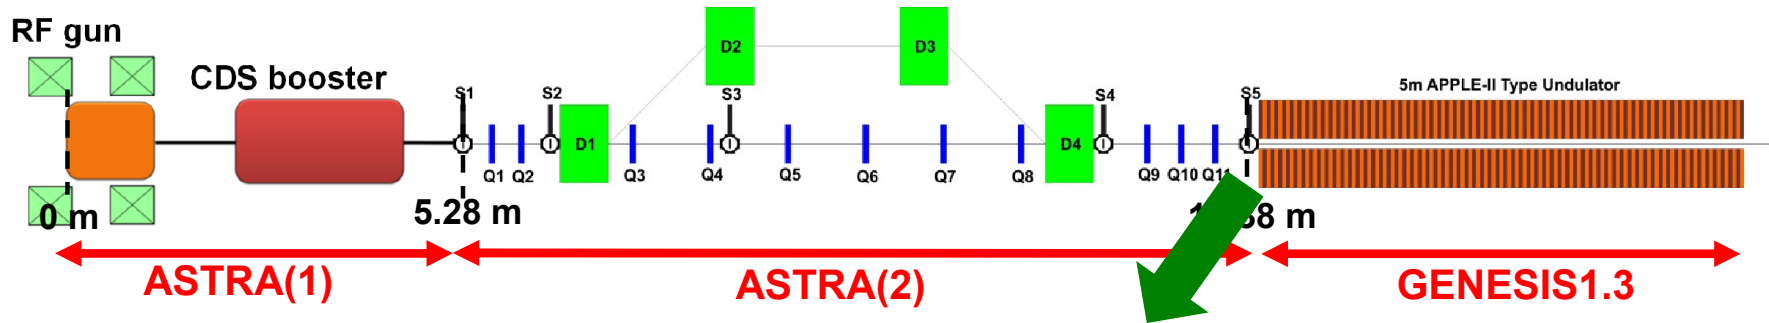 RF gun
CDS booster
D2
D3
5m APPLE-II Type Undulator
S1
S2
S3
S4
S5
D1
D4
Q1
Q2
Q3
Q4
Q5
Q6
Q7
Q8
Q9
Q10
0 m
5.28 m
ASTRA(1)
ASTRA(2)
GENESIS1.3